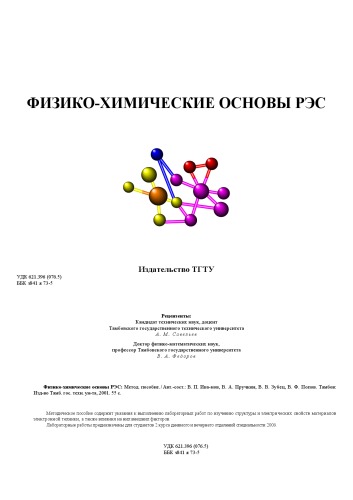 ФИЗИКО-ХИМИЧЕСКИЕ ОСНОВЫ РЭС
Издательство ТГТУ
УДК 621.396 (076.5)
ББК з841 я 73-5
Рецензенты:
Кандидат технических наук, доцент
Тамбовского государственного технического университета
А. М. Савельев
Доктор физико-математических наук,
профессор Тамбовского государственного университета
В. А. Федоров
Физико-химические основы РЭС: Метод. пособия. / Авт.-сост.: В. П. В. А. Пручкин, В. В. Зубец, В. Ф. Попов. Тамбов:
Изд-во Тамб. гос. техн. ун-та, 2001. 55 с.
Методическое пособие содержит указания к выполнению лабораторных работ по изучению структуры и электрических свойств материалов
электронной техники, а также влияния на них внешних факторов
Лабораторные работы предназначены для студентов 2 курса дневного и вечернего отделений специальности
УДК 621.396 (076.5)
ББК з841 я 73-5